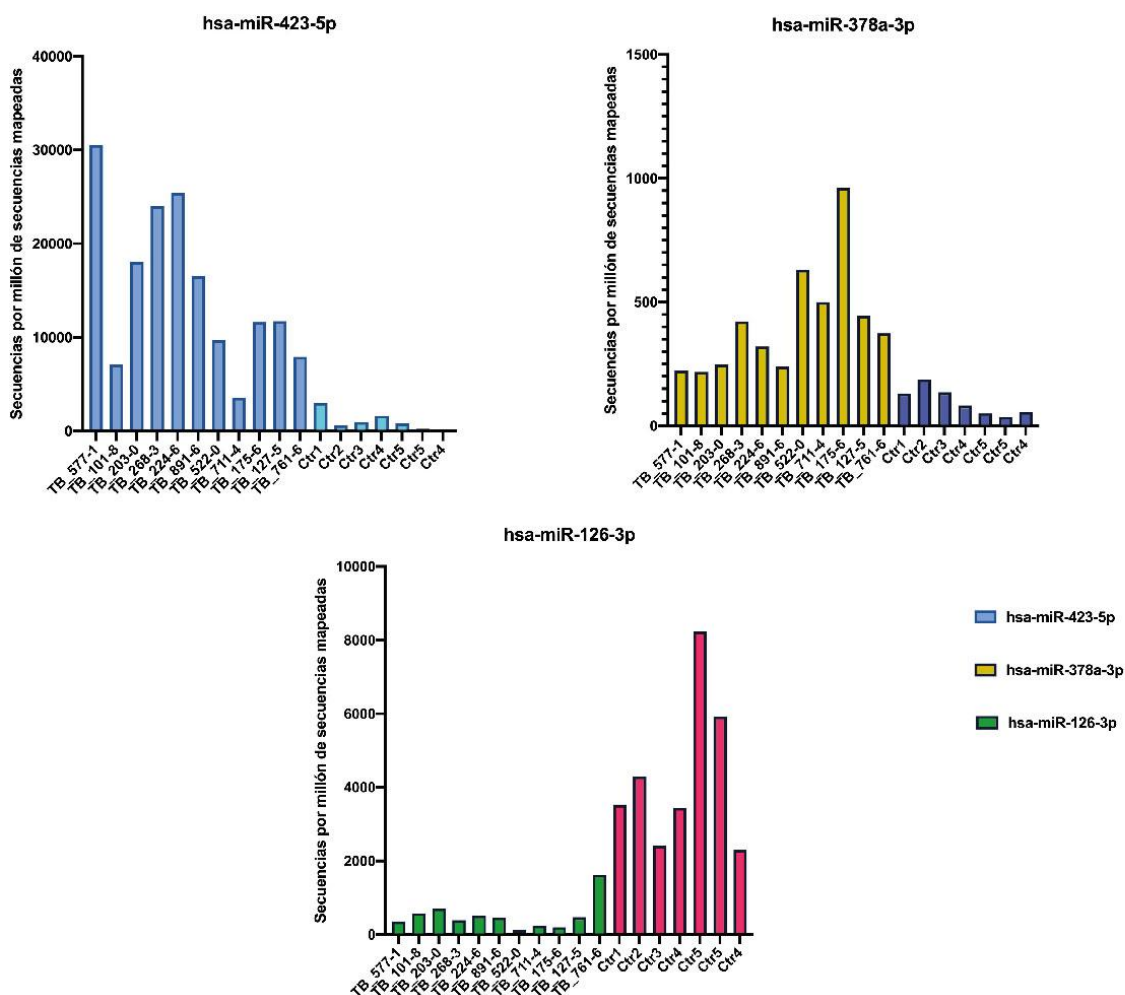 hsa-miR-423-5p
Secuencias por millón de secuencias mapeadas
40000
30000
20000
10000
0
TB_577-1
TB_101-8
TB_203-0
TB_268-3
TB_224-6
TB_891-6
TB_522-0
TB_711-4
TB_175-6
TB_127-5
TB_761-6
Ctr1
Ctr2
Ctr3
Ctr4
Ctr5
Ctr5
Ctr4
hsa-miR-378a-3p
Secuencias por millón de secuencias mapeadas
1500
1000
500
0
TB_577-1
TB_101-8
TB_203-0
TB_268-3
TB_224-6
TB_891-6
TB_522-0
TB_711-4
TB_175-6
TB_127-5
TB_761-6
Ctr1
Ctr2
Ctr3
Ctr4
Ctr5
Ctr5
Ctr4
hsa-miR-126-3p
Secuencias por millón de secuencias mapeadas
10000
8000
6000
4000
2000
0
TB_577-1
TB_101-8
TB_203-0
TB_268-3
TB_224-6
TB_891-6
TB_522-0
TB_711-4
TB_175-6
TB_127-5
TB_761-6
Ctr1
Ctr2
Ctr3
Ctr4
Ctr5
Ctr5
Ctr4
hsa-miR-423-5p
hsa-miR-378a-3p
hsa-miR-126-3p